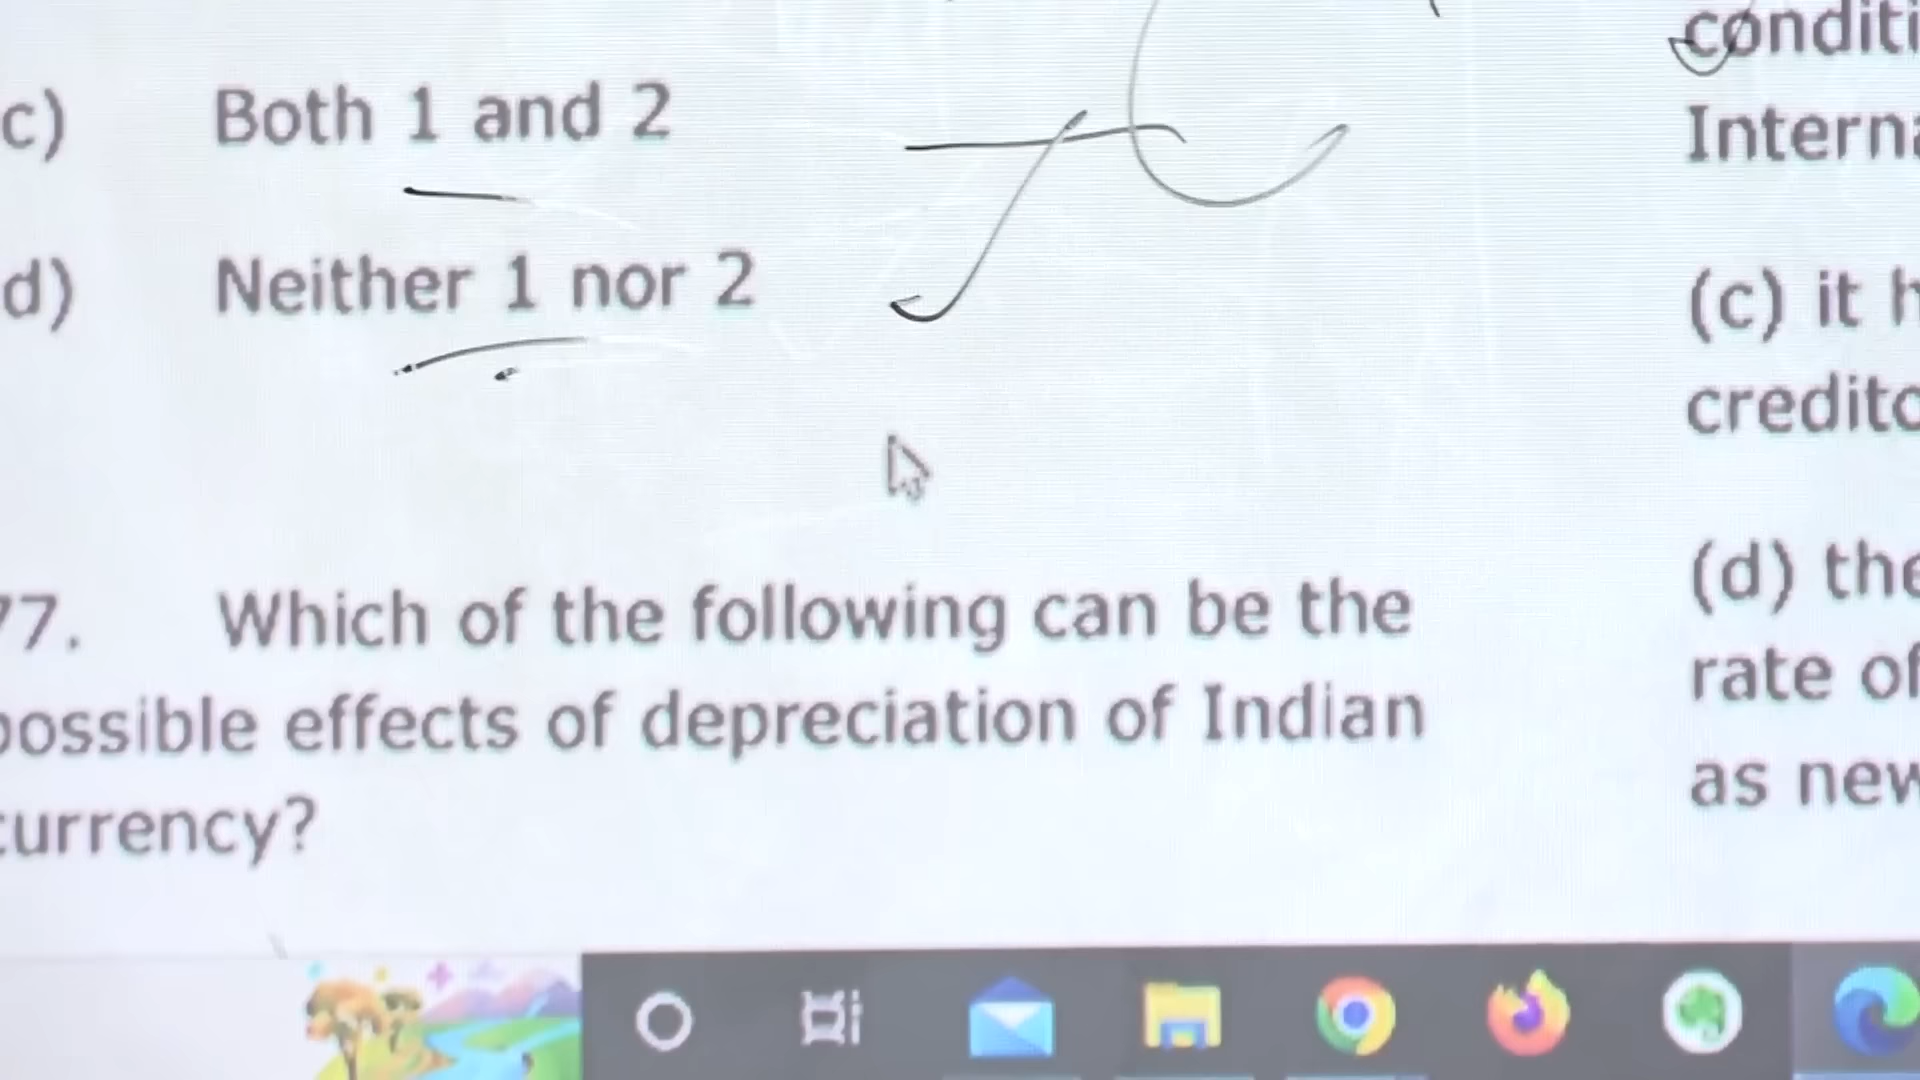 c) Both 1 and 2
d) Neither 1 nor 2
77. Which of the following can be the
possible effects of depreciation of Indian
currency?
conditi
Interna
(c) it h
credito
(d) the
rate of
as new